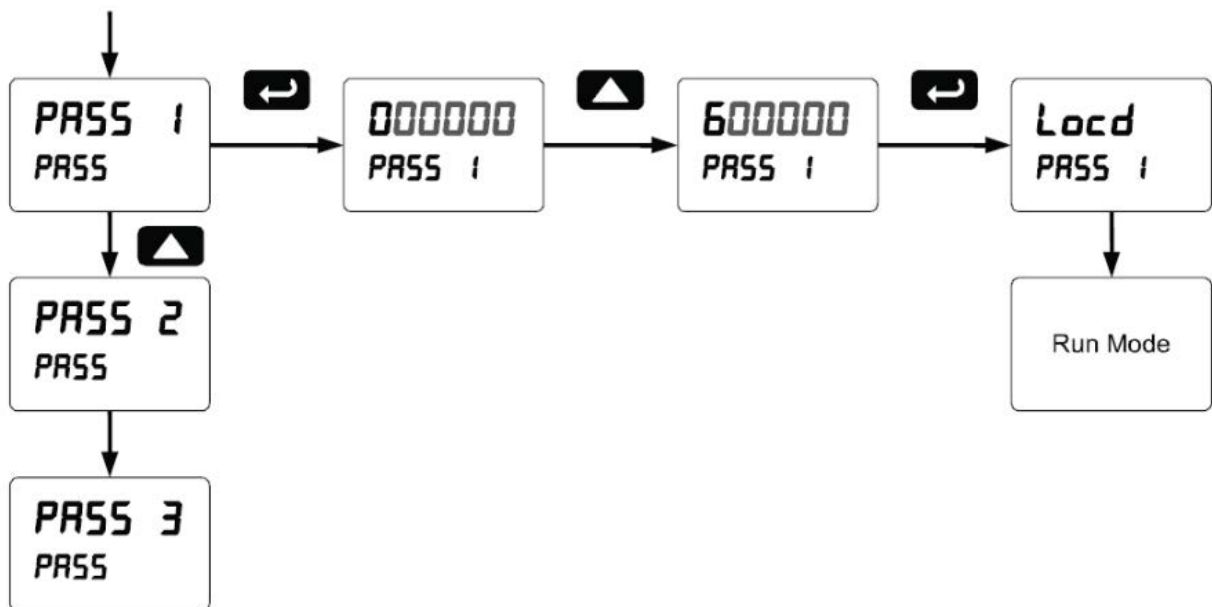 PASS 1
PASS
000000
PASS 1
600000
PASS 1
Locd
PASS 1
PASS 2
PASS
Run Mode
PASS 3
PASS